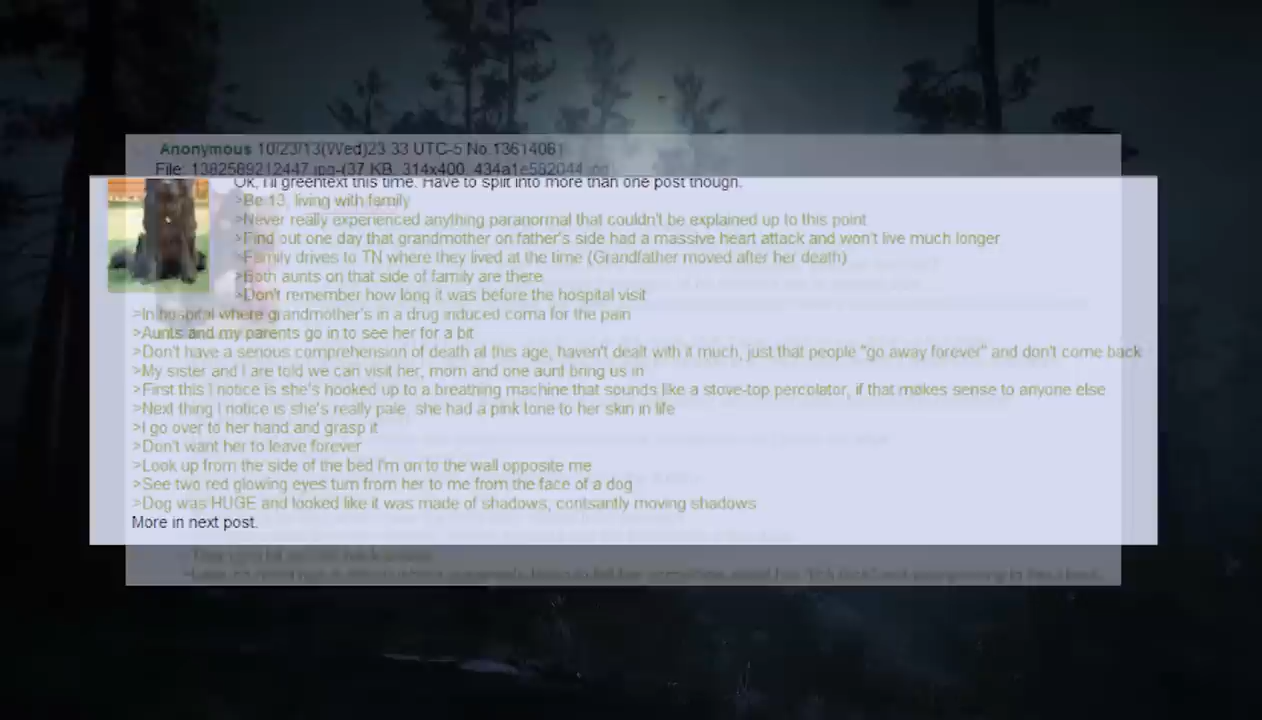 Anonymous 10/23/13(Wed)23 33 UTC-5 No.13614061
File: 1382589212447.jpg-(37 KB, 314x400, 434a1e582044.jpg
Ok, I'll greentext this time. Have to split into more than one post though.
>Be 13, living with family
>Never really experienced anything paranormal that couldn't be explained up to this point
>Find out one day that grandmother on father's side had a massive heart attack and won't live much longer
>Family drives to TN where they lived at the time (Grandfather moved after her death)
>Both aunts on that side of family are there
>Don't remember how long it was before the hospital visit
>In hospital where grandmother's in a drug induced coma for the pain
>Aunts and my parents go in to see her for a bit
>Don't have a serious comprehension of death at this age, haven't dealt with it much, just that people "go away forever" and don't come back
>My sister and I are told we can visit her, mom and one aunt bring us in
>First this I notice is she's hooked up to a breathing machine that sounds like a stove-top percolator, if that makes sense to anyone else
>Next thing I notice is she's really pale, she had a pink tone to her skin in life
>I go over to her hand and grasp it
>Don't want her to leave forever
>Look up from the side of the bed I'm on to the wall opposite me
>See two red glowing eyes turn from her to me from the face of a dog
>Dog was HUGE and looked like it was made of shadows, contsantly moving shadows
More in next post.